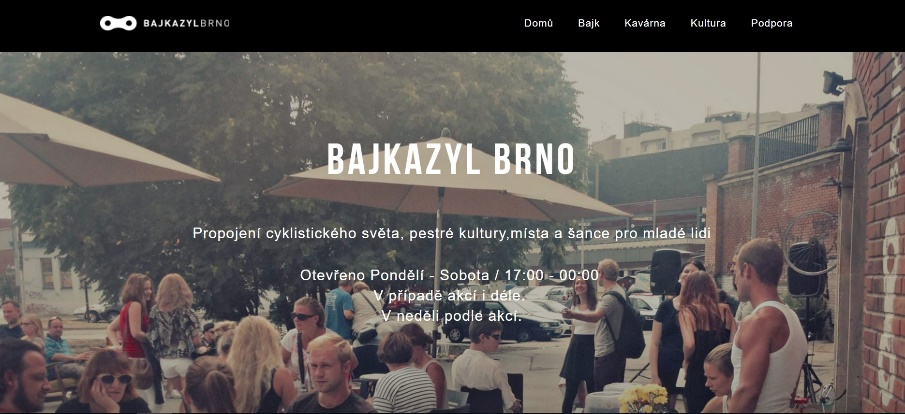 BAJKAZYLBRNO
Domů Bajk Kavárna Kultura Podpora
BAJKAZYL BRNO
Propojení cyklistického světa, pestré kultury,místa a šance pro mladé lidi
Otevřeno Pondělí - Sobota / 17:00 - 00:00
V případě akcí i déle.
V neděli podle akcí.